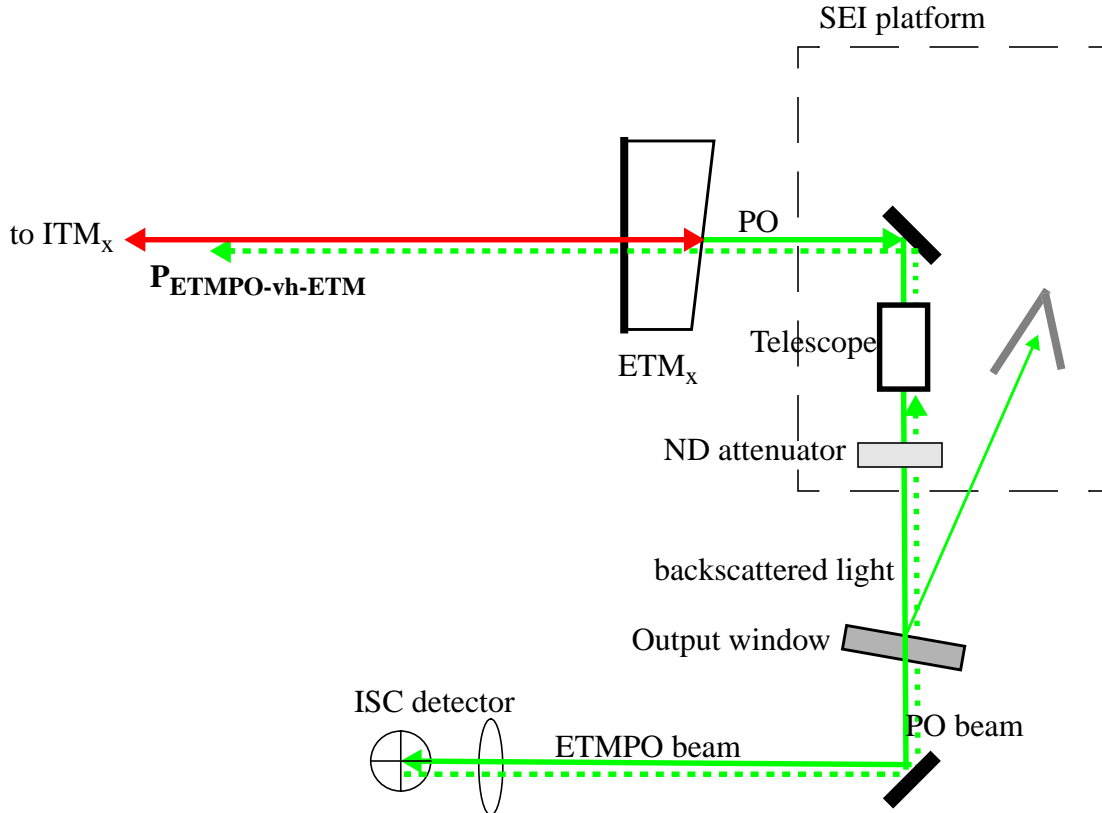 SEI platform
to ITMx
PO
PETMPO-vh-ETM
ETMx
Telescope
ND attenuator
backscattered light
Output window
ISC detector
PO beam
ETMPO beam